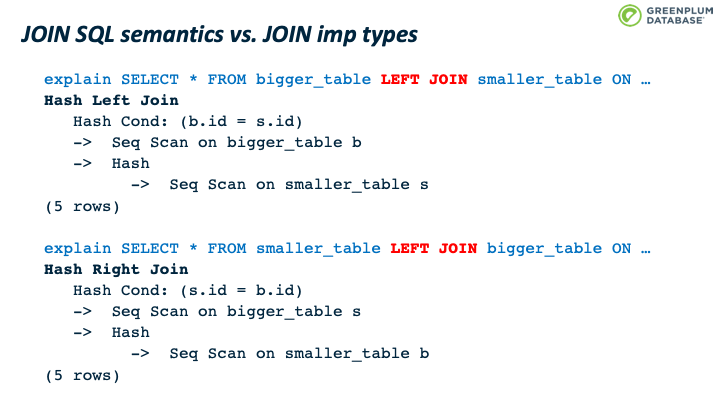 GREENPLUM
DATABASE®
JOIN SQL semantics vs. JOIN imp types
explain SELECT * FROM bigger_table LEFT JOIN smaller_table ON …
Hash Left Join
   Hash Cond: (b.id = s.id)
   ->  Seq Scan on bigger_table b
   ->  Hash
         ->  Seq Scan on smaller_table s
(5 rows)
explain SELECT * FROM smaller_table LEFT JOIN bigger_table ON …
Hash Right Join
   Hash Cond: (s.id = b.id)
   ->  Seq Scan on bigger_table s
   ->  Hash
         ->  Seq Scan on smaller_table b
(5 rows)